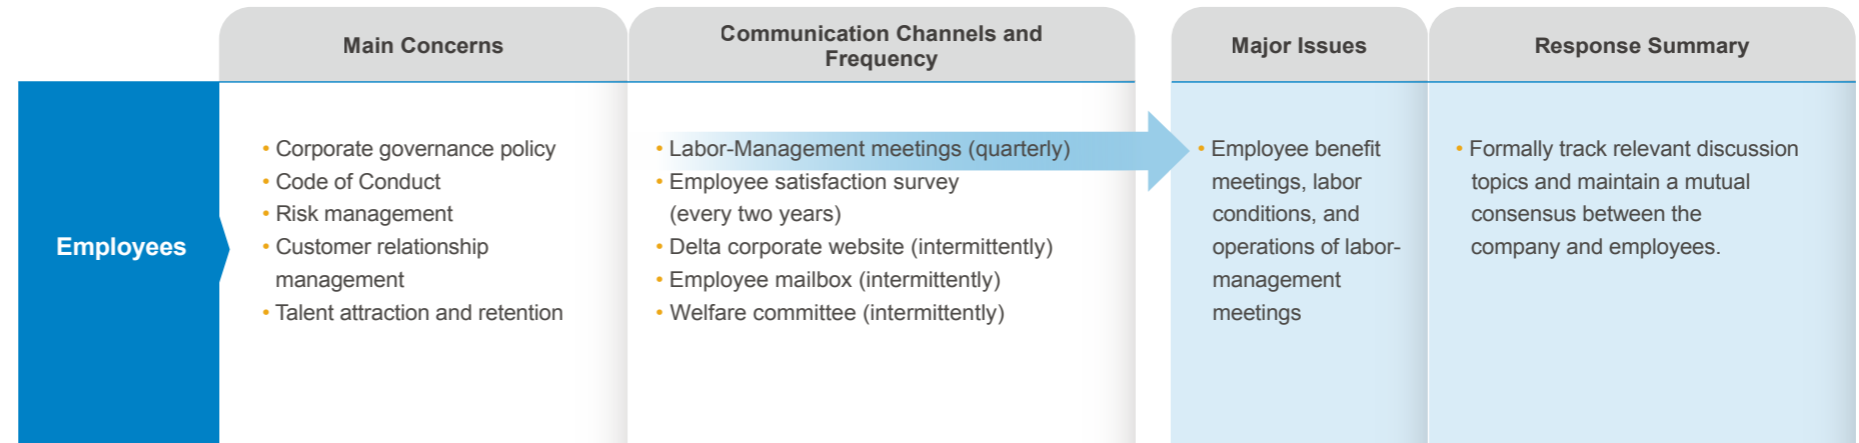 Main Concerns
Communication Channels and
Frequency
Major Issues
Response Summary
Employees
• Corporate governance policy
• Code of Conduct
• Risk management
• Customer relationship
management
• Talent attraction and retention
• Labor-Management meetings (quarterly)
• Employee satisfaction survey
(every two years)
• Delta corporate website (intermittently)
• Employee mailbox (intermittently)
• Welfare committee (intermittently)
• Employee benefit
meetings, labor
conditions, and
operations of labor-
management
meetings
• Formally track relevant discussion
topics and maintain a mutual
consensus between the
company and employees.